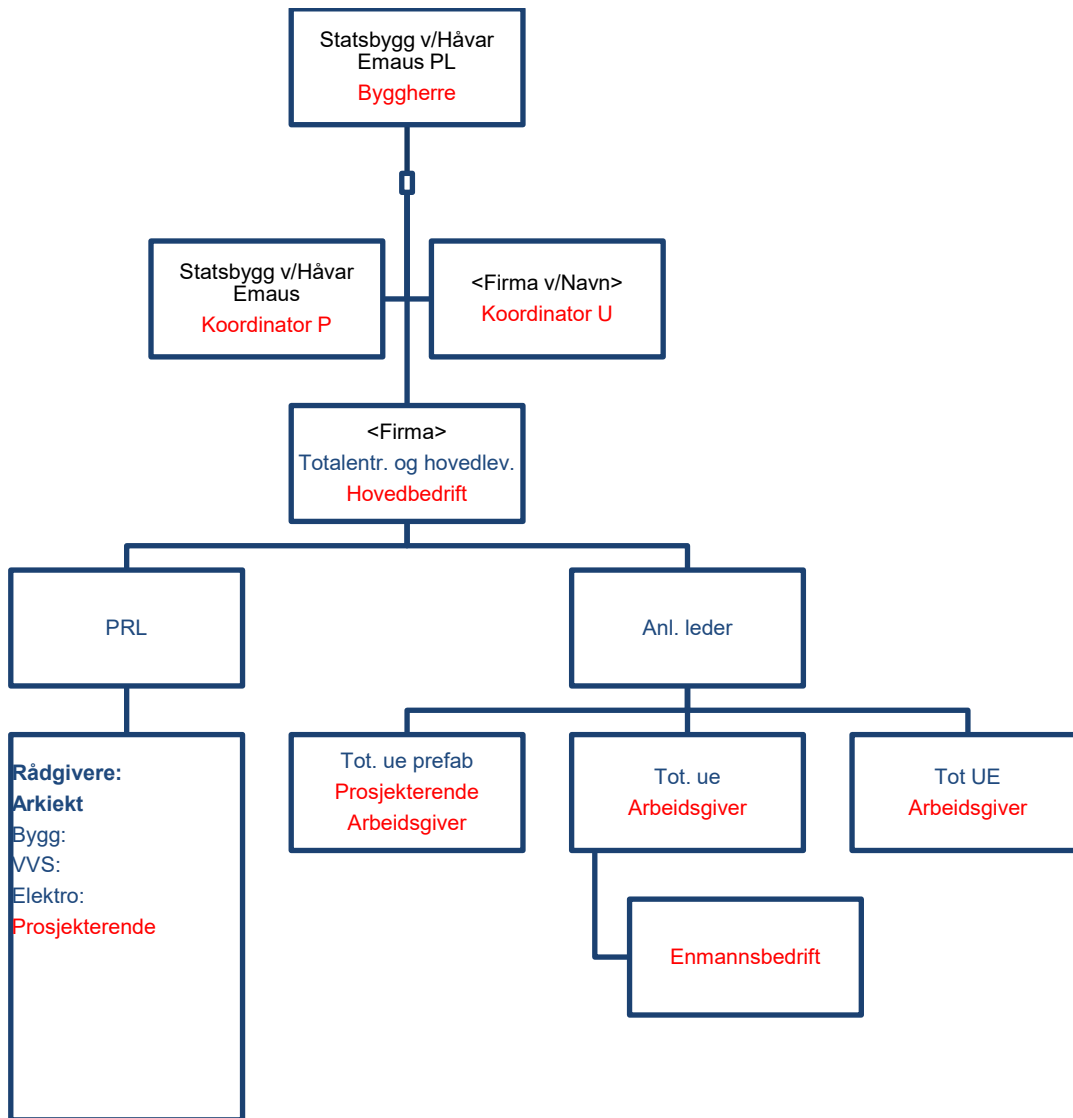 Statsbygg v/Håvar
Emaus PL
Byggherre
Statsbygg v/Håvar
Emaus
Koordinator P
<Firma v/Navn>
Koordinator U
<Firma>
Totalentr. og hovedlev.
Hovedbedrift
PRL
Anl. leder
Rådgivere:
Arkiekt
Bygg:
VVS:
Elektro:
Prosjekterende
Tot. ue prefab
Prosjekterende
Arbeidsgiver
Tot. ue
Arbeidsgiver
Tot UE
Arbeidsgiver
Enmannsbedrift